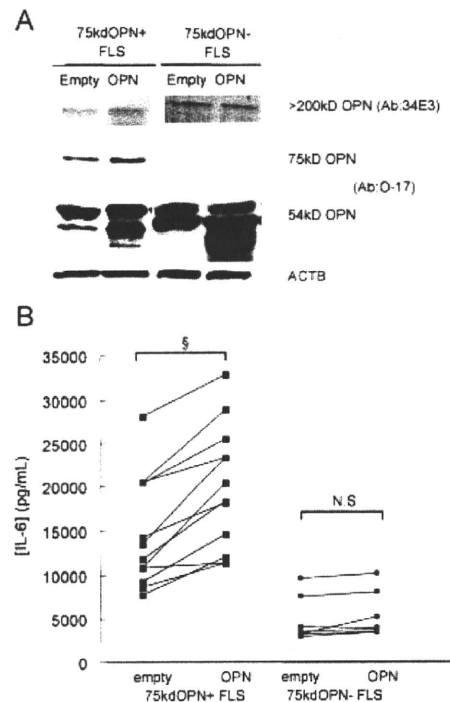 A
75kdOPN+ FLS
75kdOPN- FLS
Empty OPN Empty OPN
>200kD OPN (Ab:34E3)
75kD OPN
(Ab:O-17)
54kD OPN
ACTB
B
[IL-6] (pg/mL)
35000
30000
25000
20000
15000
10000
5000
0
§
N.S
empty OPN empty OPN
75kdOPN+ FLS 75kdOPN- FLS